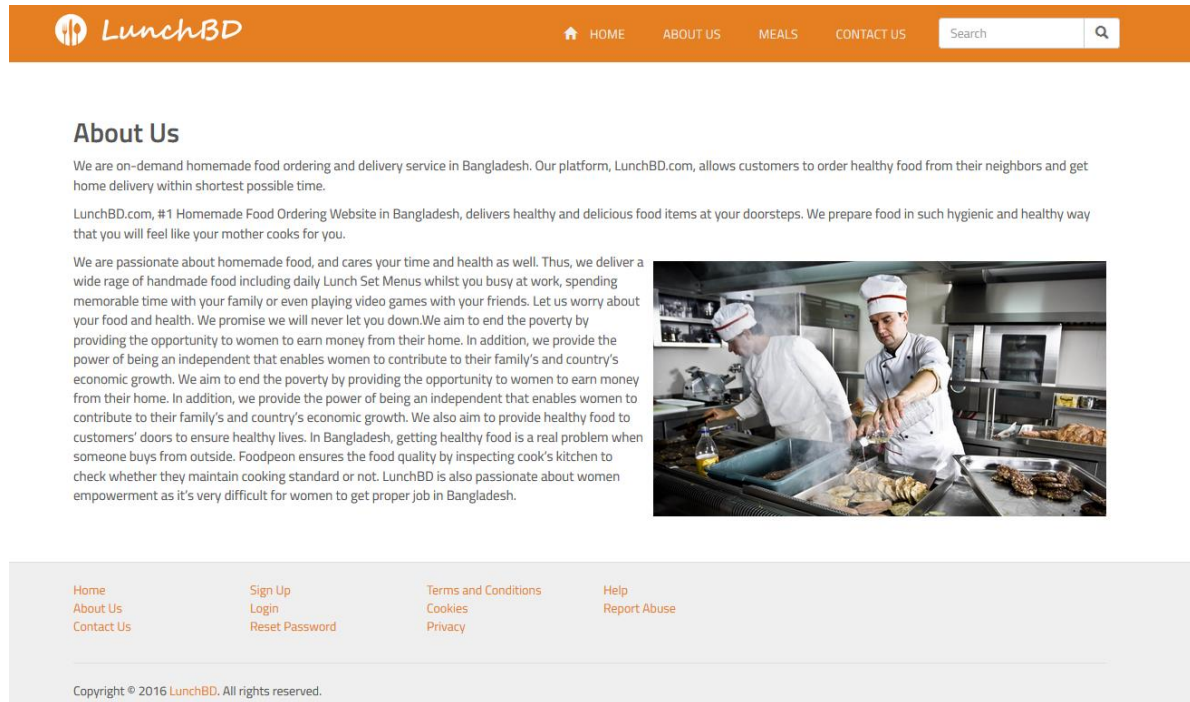 LunchBD
HOME
ABOUT US
MEALS
CONTACT US
Search
About Us
We are on-demand homemade food ordering and delivery service in Bangladesh. Our platform, LunchBD.com, allows customers to order healthy food from their neighbors and get
home delivery within shortest possible time.
LunchBD.com, #1 Homemade Food Ordering Website in Bangladesh, delivers healthy and delicious food items at your doorsteps. We prepare food in such hygienic and healthy way
that you will feel like your mother cooks for you.
We are passionate about homemade food, and cares your time and health as well. Thus, we deliver a
wide rage of handmade food including daily Lunch Set Menus whilst you busy at work, spending
memorable time with your family or even playing video games with your friends. Let us worry about
your food and health. We promise we will never let you down.We aim to end the poverty by
providing the opportunity to women to earn money from their home. In addition, we provide the
power of being an independent that enables women to contribute to their family’s and country’s
economic growth. We aim to end the poverty by providing the opportunity to women to earn money
from their home. In addition, we provide the power of being an independent that enables women to
contribute to their family’s and country’s economic growth. We also aim to provide healthy food to
customers’ doors to ensure healthy lives. In Bangladesh, getting healthy food is a real problem when
someone buys from outside. Foodpeon ensures the food quality by inspecting cook’s kitchen to
check whether they maintain cooking standard or not. LunchBD is also passionate about women
empowerment as it’s very difficult for women to get proper job in Bangladesh.
Home
About Us
Contact Us
Sign Up
Login
Reset Password
Terms and Conditions
Cookies
Privacy
Help
Report Abuse
Copyright © 2016 LunchBD. All rights reserved.